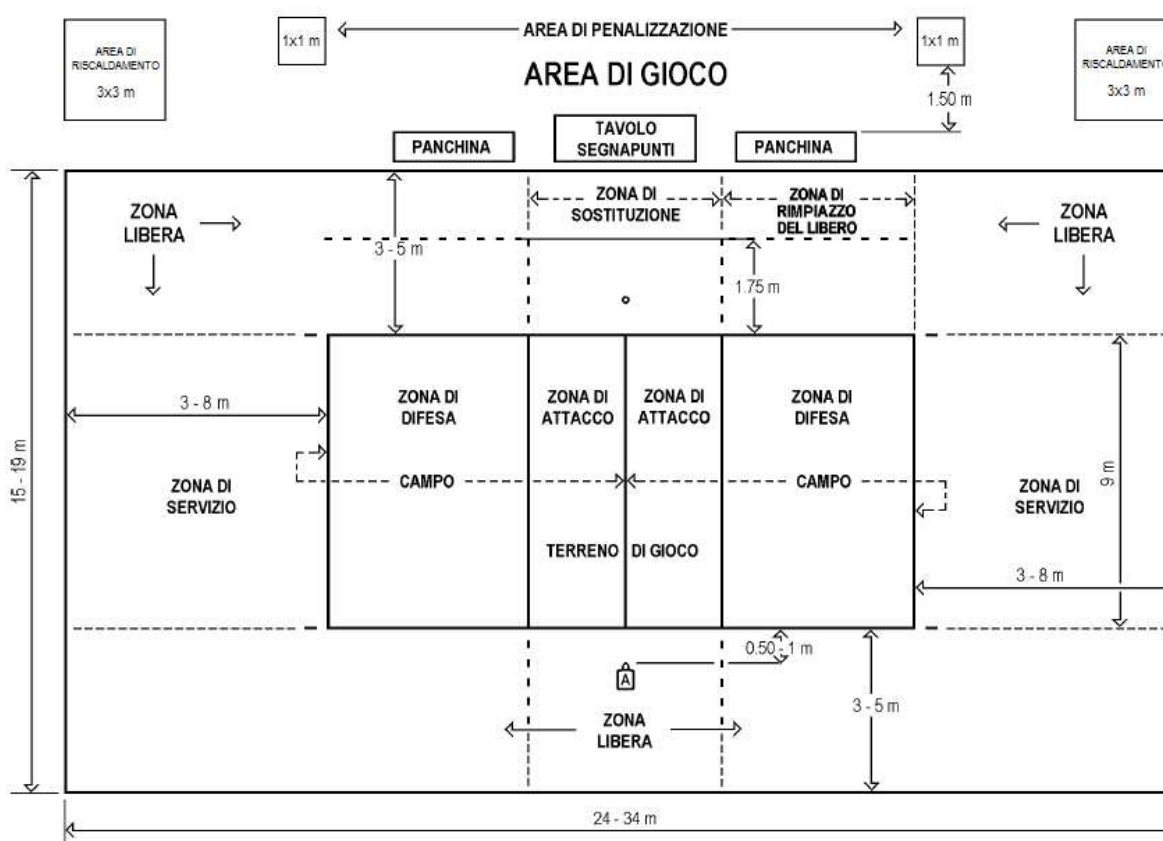 AREA DI
RISCALDAMENTO
3x3 m
1x1 m
AREA DI PENALIZZAZIONE
1x1 m
AREA DI
RISCALDAMENTO
3x3 m
AREA DI GIOCO
1.50 m
PANCHINA
TAVOLO
SEGNAPUNTI
PANCHINA
ZONA
LIBERA
3 - 5 m
ZONA DI
SOSTITUZIONE
ZONA DI
RIMPIAZZO
DEL LIBERO
ZONA
LIBERA
1.75 m
3 - 8 m
ZONA DI
DIFESA
ZONA DI
ATTACCO
ZONA DI
ATTACCO
ZONA DI
DIFESA
15 - 19 m
ZONA DI
SERVIZIO
CAMPO
CAMPO
9 m
ZONA DI
SERVIZIO
TERRENO
DI GIOCO
3 - 8 m
0.50 - 1 m
A
3 - 5 m
ZONA
LIBERA
24 - 34 m